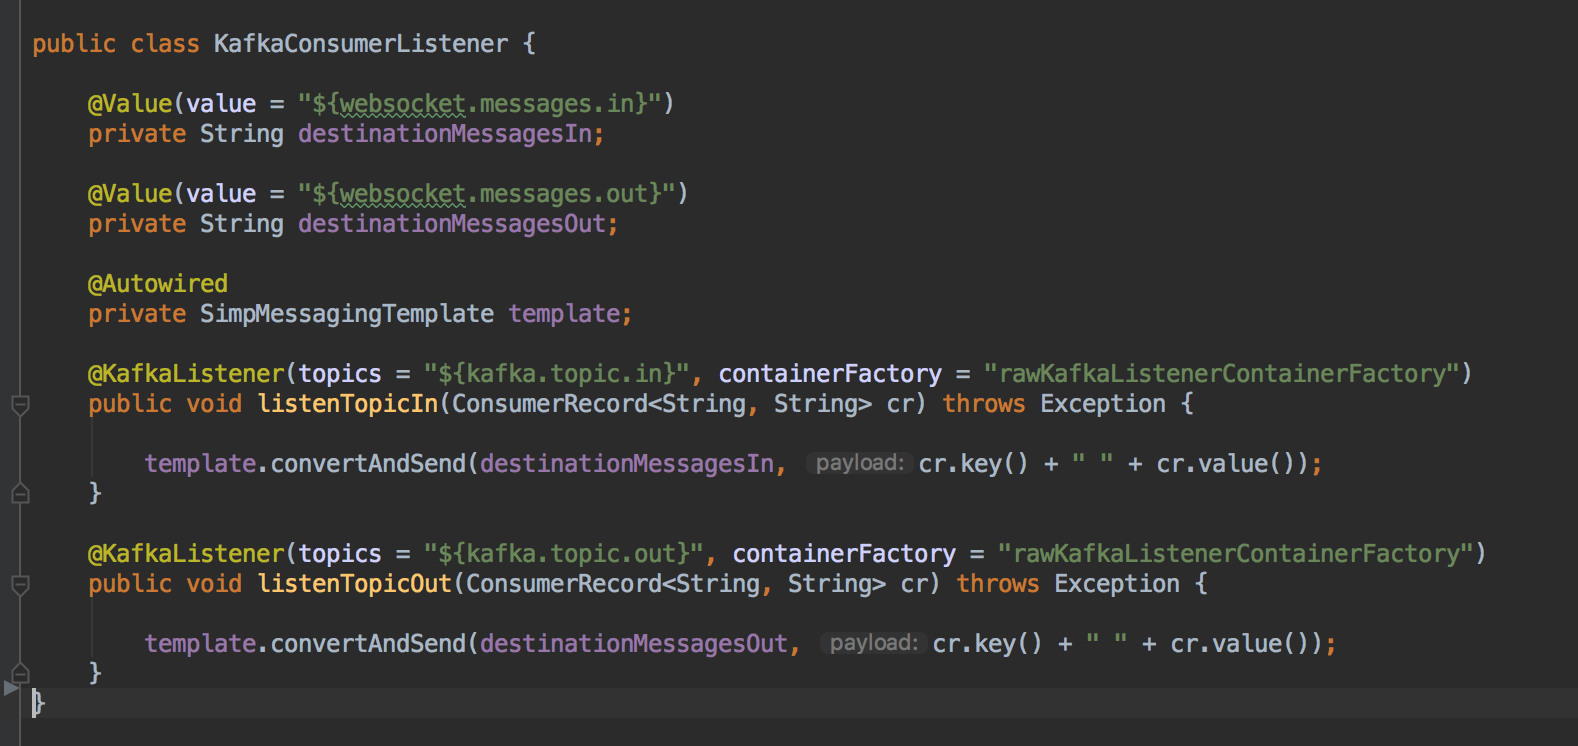 public class KafkaConsumerListener {
@Value(value = "${websocket.messages.in}")
private String destinationMessagesIn;
@Value(value = "${websocket.messages.out}")
private String destinationMessagesOut;
@Autowired
private SimpMessagingTemplate template;
@KafkaListener(topics = "${kafka.topic.in}", containerFactory = "rawKafkaListenerContainerFactory")
public void listenTopicIn(ConsumerRecord<String, String> cr) throws Exception {
template.convertAndSend(destinationMessagesIn, payload: cr.key() + " " + cr.value());
}
@KafkaListener(topics = "${kafka.topic.out}", containerFactory = "rawKafkaListenerContainerFactory")
public void listenTopicOut(ConsumerRecord<String, String> cr) throws Exception {
template.convertAndSend(destinationMessagesOut, payload: cr.key() + " " + cr.value());
}
}